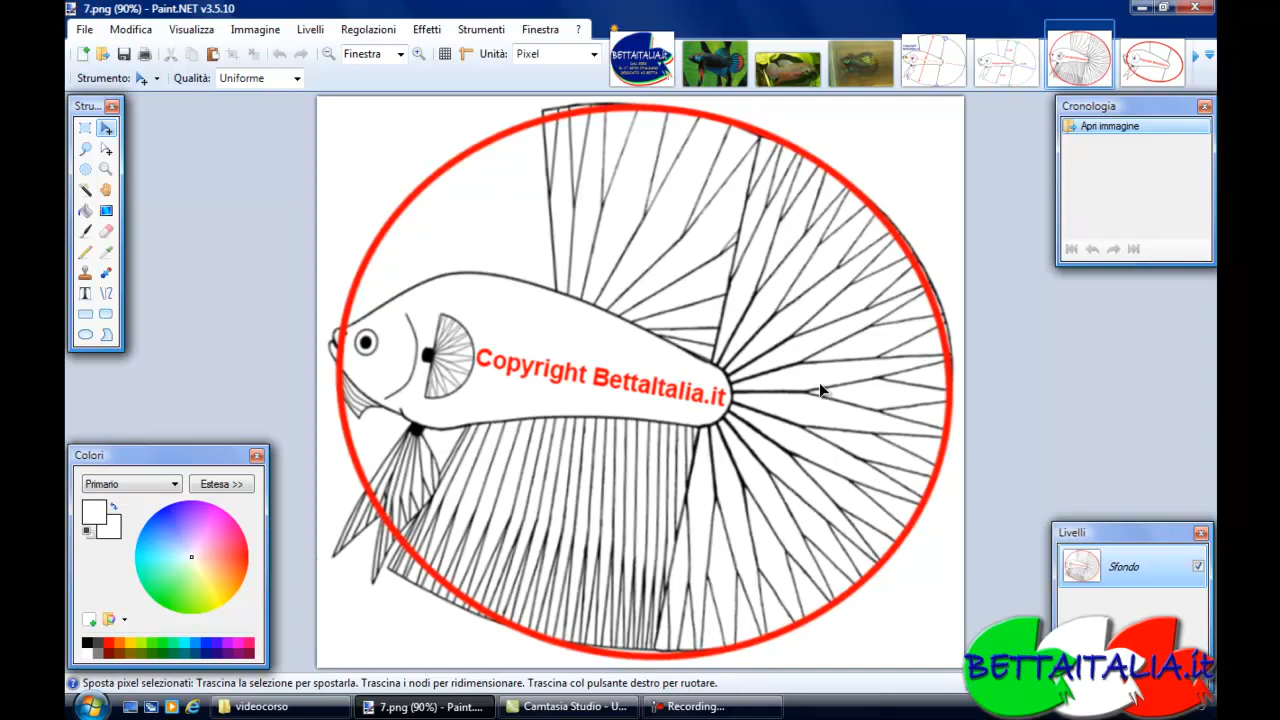 7.png (90%) - Paint.NET v3.5.10
File Modifica Visualizza Immagine Livelli Regolazioni Effetti Strumenti Finestra ?
Finestra Unità: Pixel
Strumento: Qualità: Uniforme
BETTAITALIA.it
Stru...
Cronologia
Apri immagine
Copyright BettaItalia.it
Colori
Primario Estesa >>
Livelli
Sfondo
BETTAITALIA.it
Sposta pixel selezionati: Trascina la selezione per spostarla. Trascina i nodi per ridimensionare. Trascina col pulsante destro per ruotare.
videocorso 7.png (90%) - Paint.... Camtasia Studio - U... Recording...